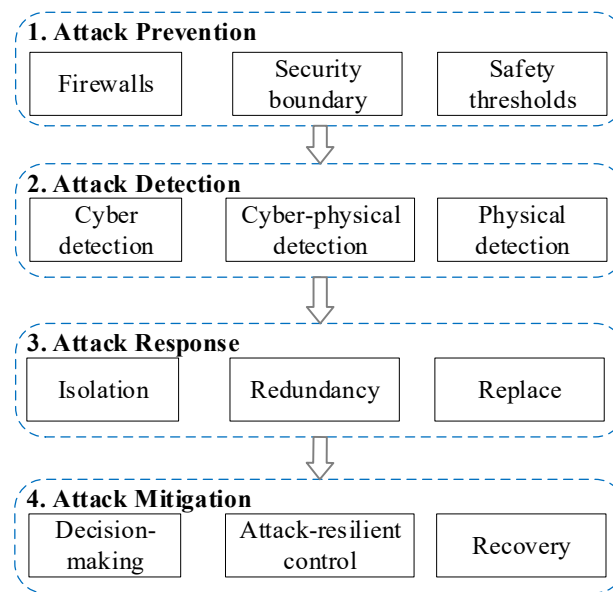 1. Attack Prevention
Firewalls
Security
boundary
Safety
thresholds
2. Attack Detection
Cyber
detection
Cyber-physical
detection
Physical
detection
3. Attack Response
Isolation
Redundancy
Replace
4. Attack Mitigation
Decision-
making
Attack-resilient
control
Recovery